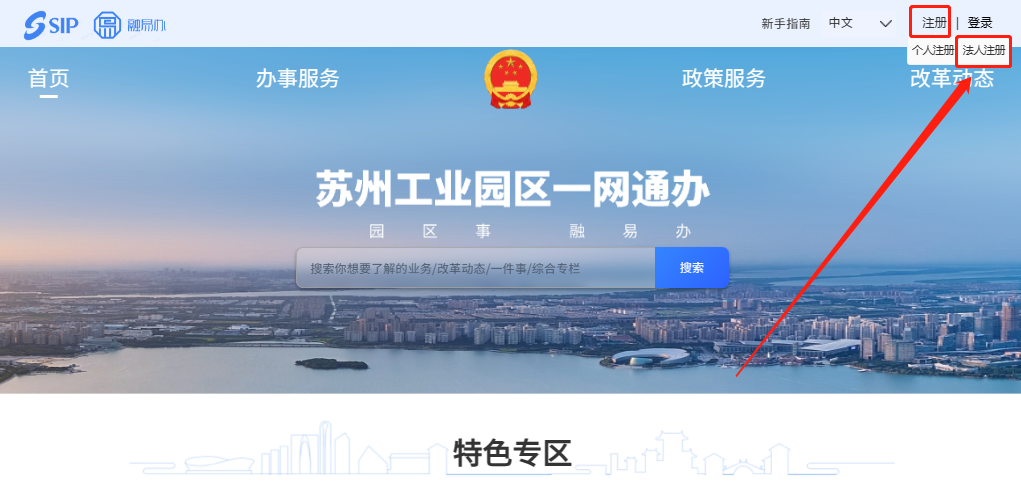 SIP 融易办 新手指南 中文 注册 | 登录
个人注册 法人注册
首页 办事服务 政策服务 改革动态
苏州工业园区一网通办
园区事 融易办
搜索你想要了解的业务/改革动态/一件事/综合专栏 搜索
特色专区